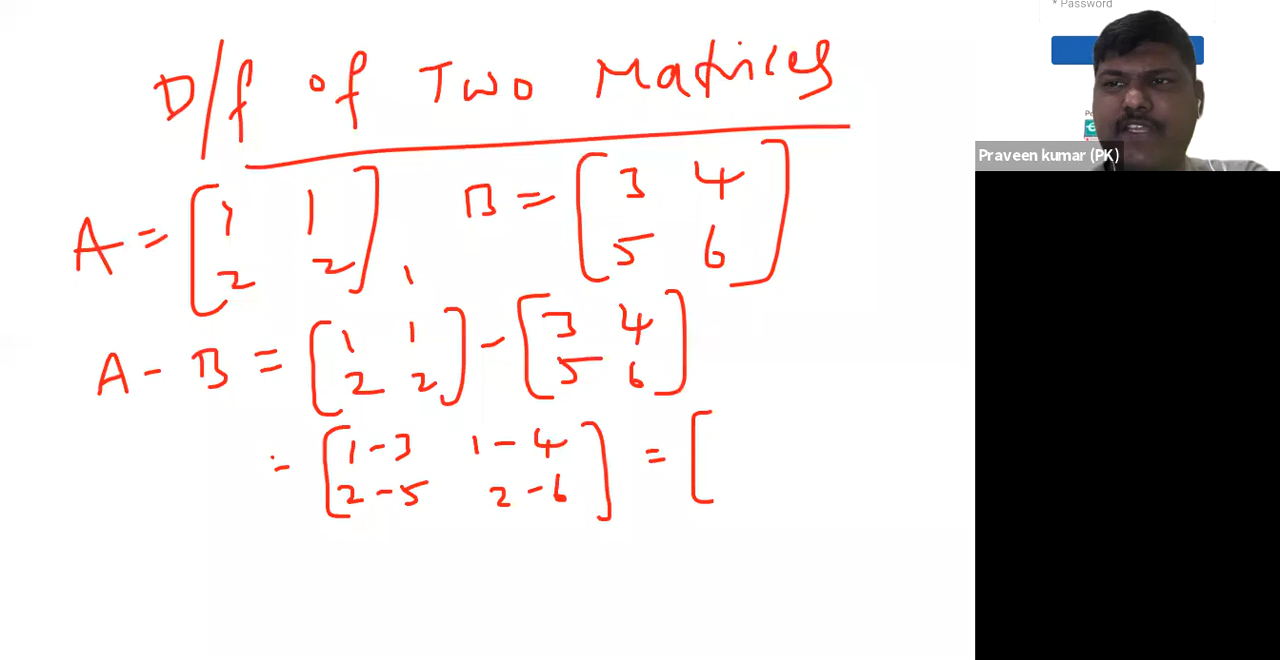 * Password
D/f of Two Matrices
Praveen kumar (PK)
A = [1 1
2 2], B = [3 4
5 6]
A - B = [1 1
2 2] - [3 4
5 6]
= [1-3 1-4
2-5 2-6] = [